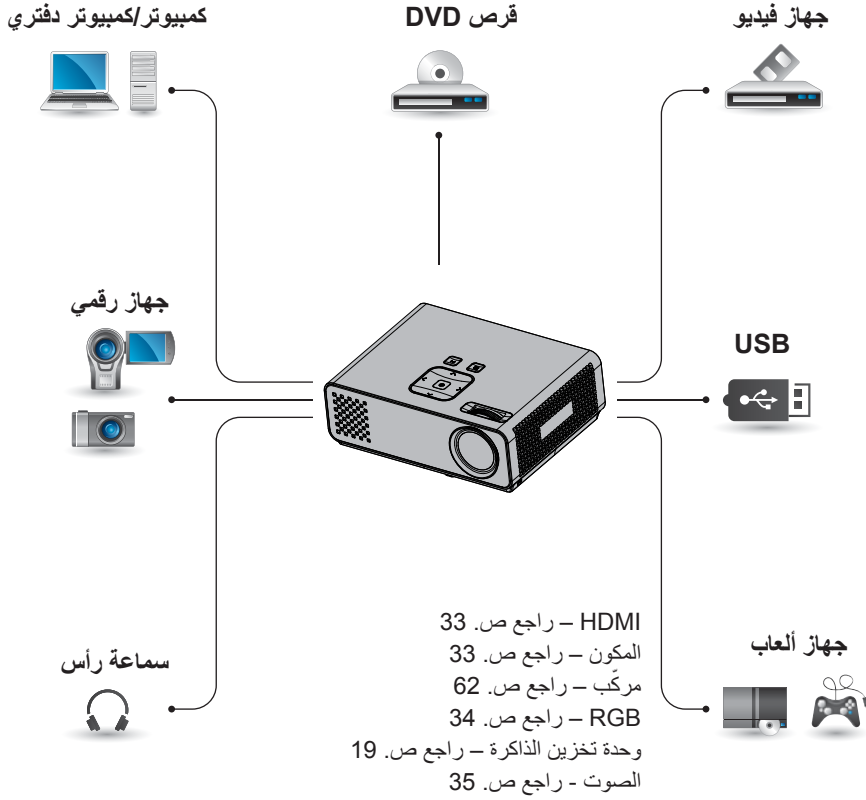 جهاز فيديو
قرص DVD
كمبيوتر/كمبيوتر دفتري
جهاز رقمي
USB
جهاز ألعاب
سماعة رأس
HDMI – راجع ص. 33
المكون – راجع ص. 33
مركّب – راجع ص. 62
RGB – راجع ص. 34
وحدة تخزين الذاكرة – راجع ص. 19
الصوت - راجع ص. 35